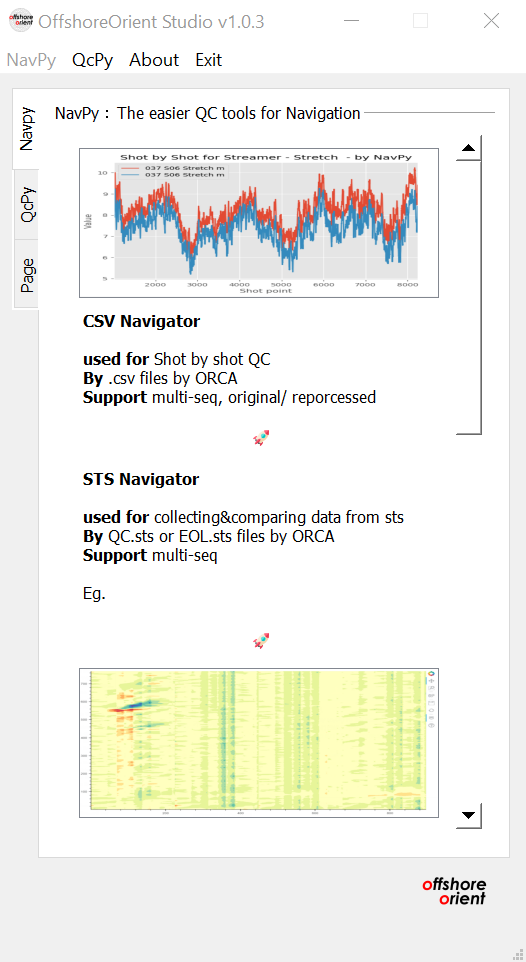 offshore orient
OffshoreOrient Studio v1.0.3
NavPy QcPy About Exit
Navpy
QcPy
Page
NavPy : The easier QC tools for Navigation
Shot by Shot for Streamer - Stretch - by NavPy
037 S06 Stretch m
037 S06 Stretch m
Value
10
9
8
7
6
5
2000 3000 4000 5000 6000 7000 8000
Shot point
CSV Navigator
used for Shot by shot QC
By .csv files by ORCA
Support multi-seq, original/ reporcessed
STS Navigator
used for collecting&comparing data from sts
By QC.sts or EOL.sts files by ORCA
Support multi-seq
Eg.
offshore
orient